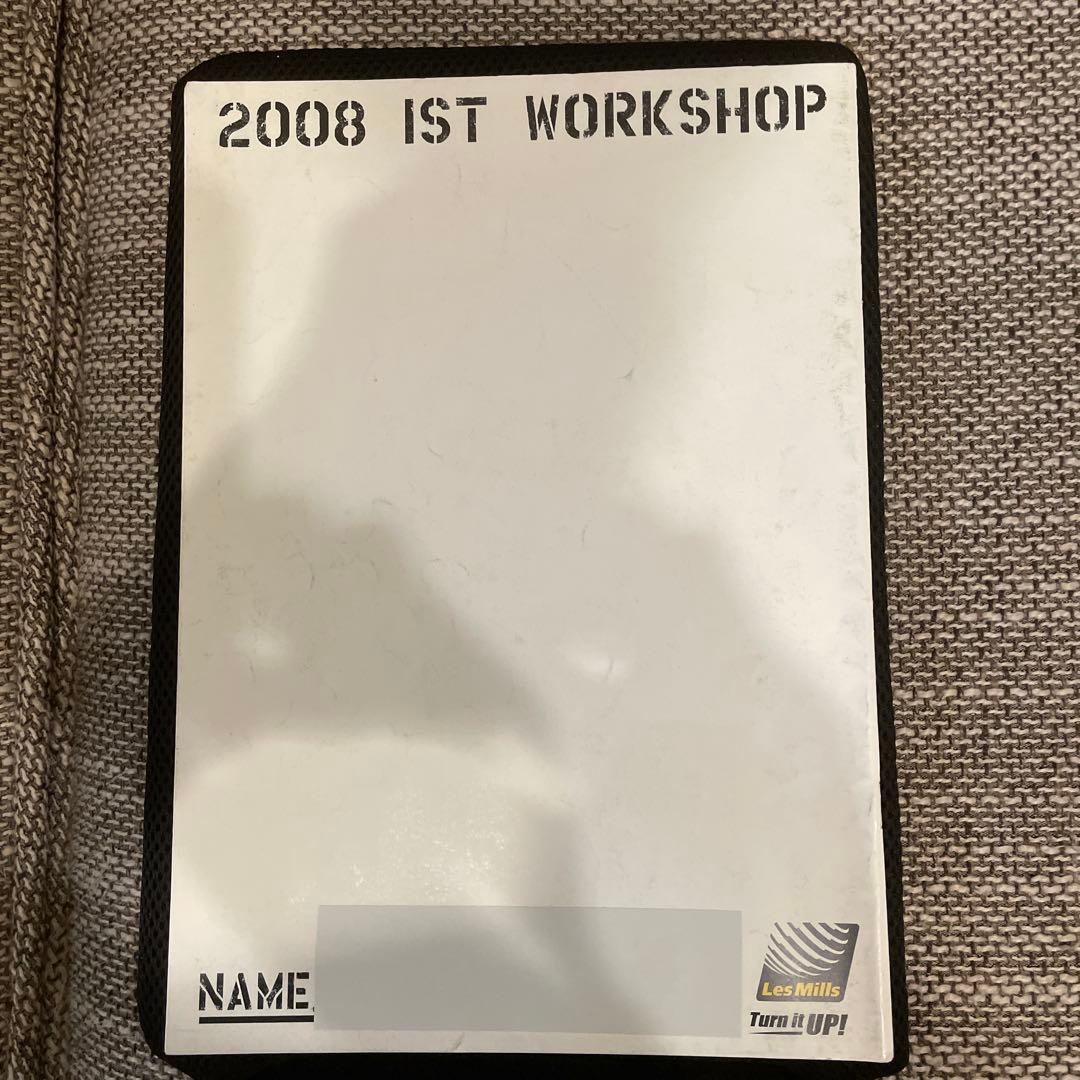 2008 IST WORKSHOP
NAME
Les Mills
Turn it UP!